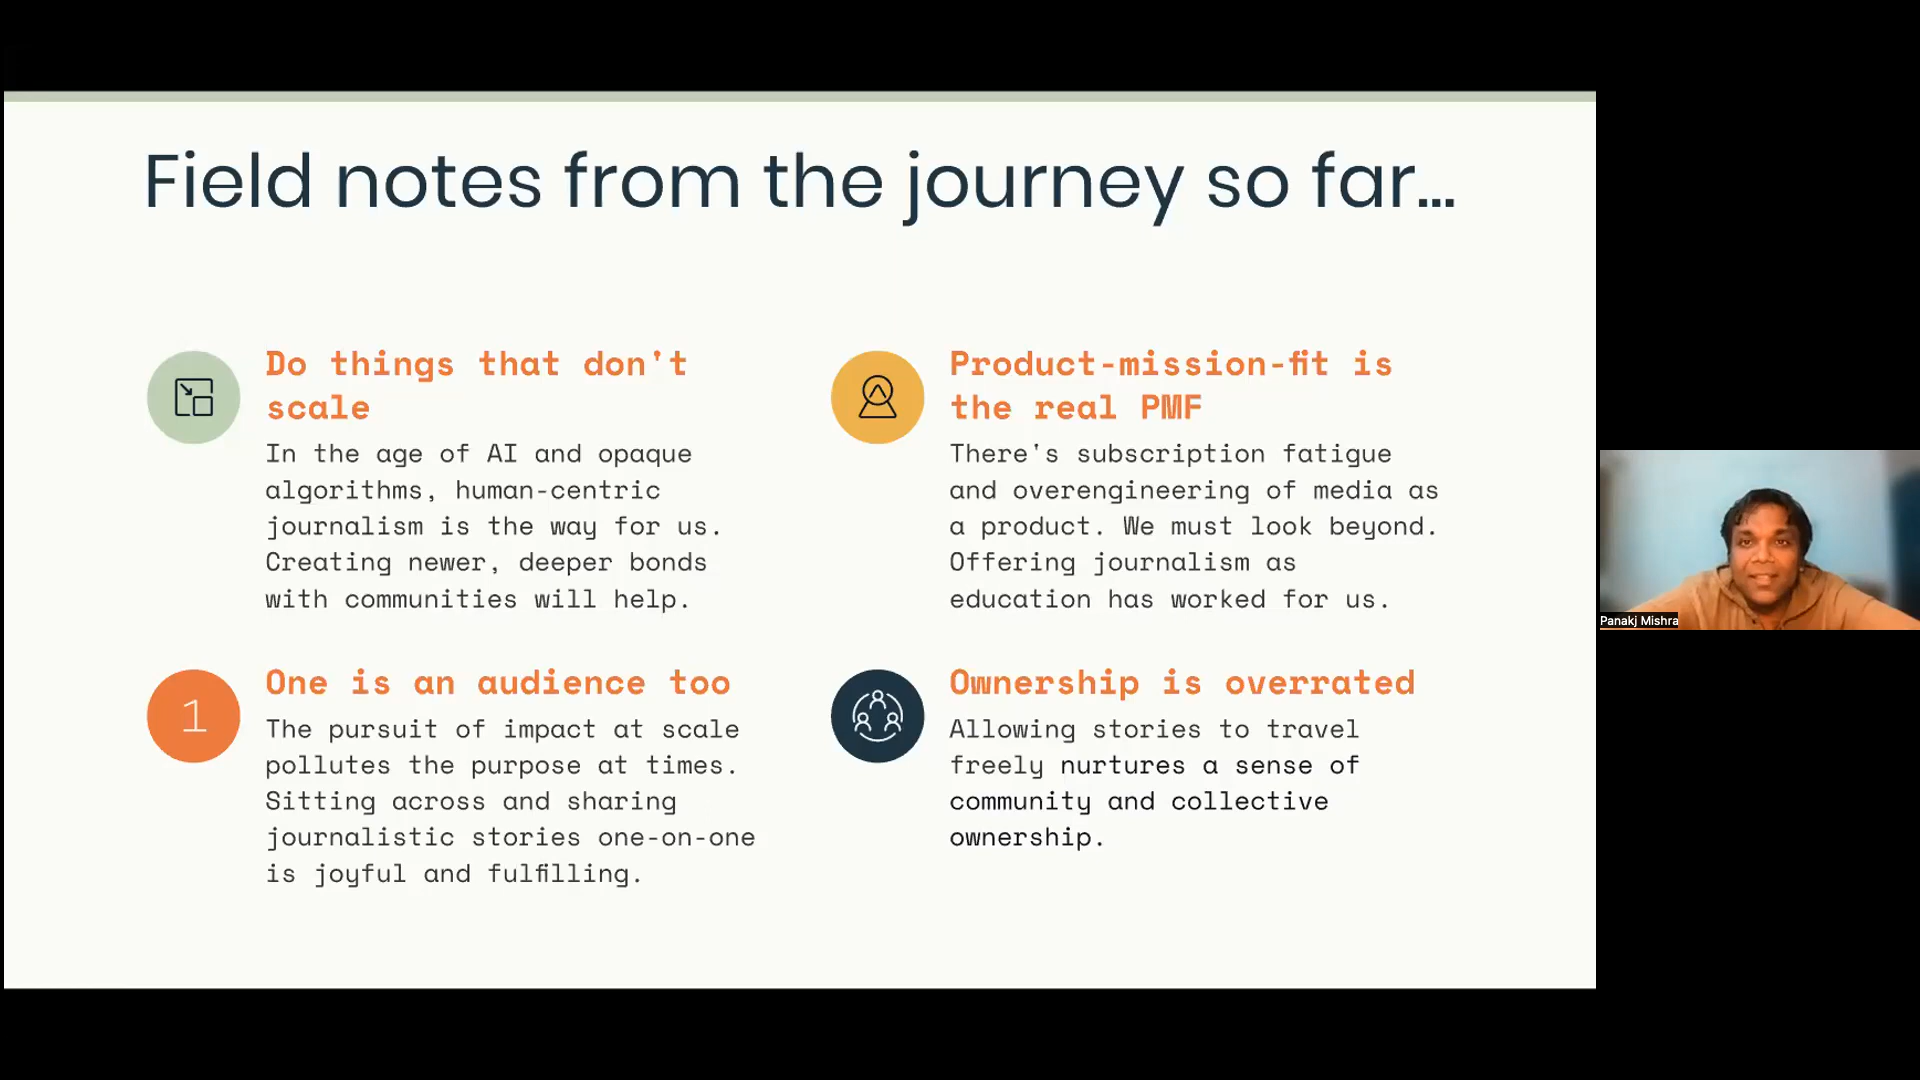 Field notes from the journey so far...
Do things that don't
scale
In the age of AI and opaque
algorithms, human-centric
journalism is the way for us.
Creating newer, deeper bonds
with communities will help.
Product-mission-fit is
the real PMF
There's subscription fatigue
and overengineering of media as
a product. We must look beyond.
Offering journalism as
education has worked for us.
1
One is an audience too
The pursuit of impact at scale
pollutes the purpose at times.
Sitting across and sharing
journalistic stories one-on-one
is joyful and fulfilling.
Ownership is overrated
Allowing stories to travel
freely nurtures a sense of
community and collective
ownership.
Panakj Mishra